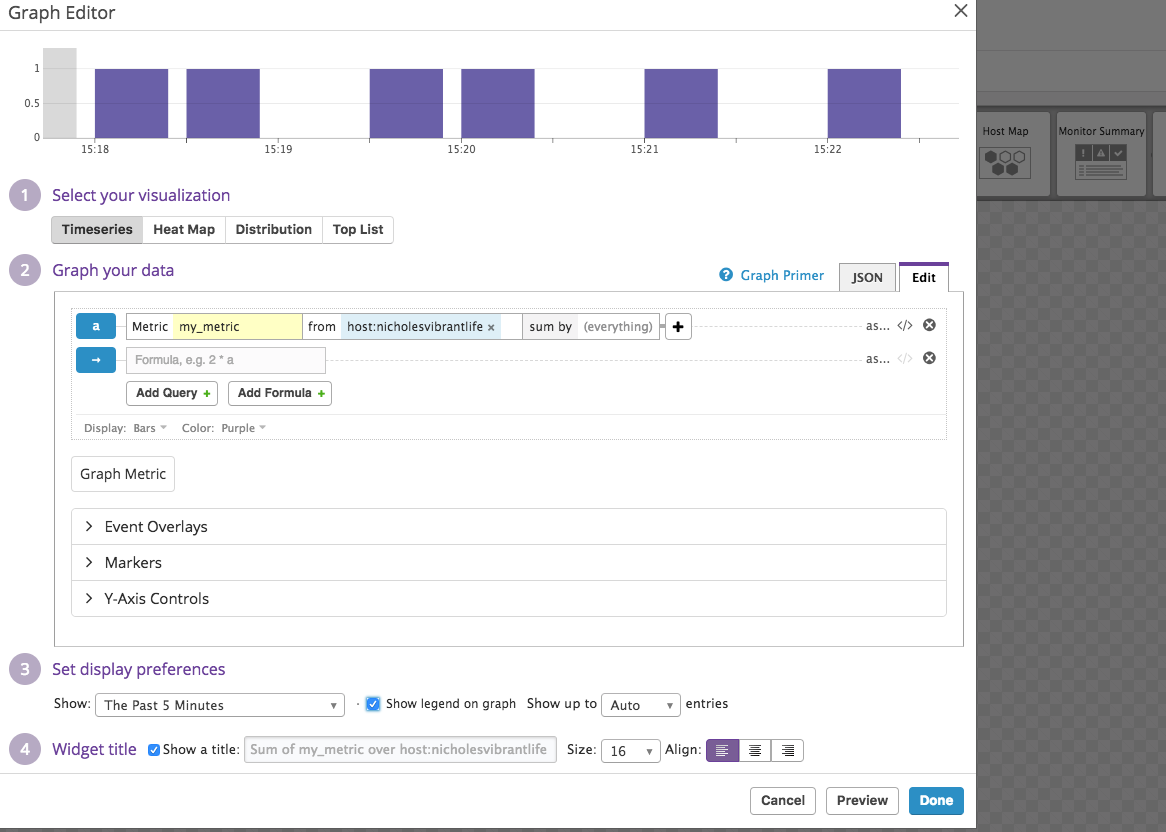 Graph Editor
1
0.5
0
15:18 15:19 15:20 15:21 15:22
Host Map
Monitor Summary
1 Select your visualization
Timeseries Heat Map Distribution Top List
2 Graph your data
? Graph Primer JSON Edit
a Metric my_metric from host:nicholesvibrantlife × sum by (everything) + as... </>
→ Formula, e.g. 2 * a as... </>
Add Query + Add Formula +
Display: Bars Color: Purple
Graph Metric
Event Overlays
Markers
Y-Axis Controls
3 Set display preferences
Show: The Past 5 Minutes · Show legend on graph Show up to Auto entries
4 Widget title Show a title: Sum of my_metric over host:nicholesvibrantlife Size: 16 Align:
Cancel Preview Done